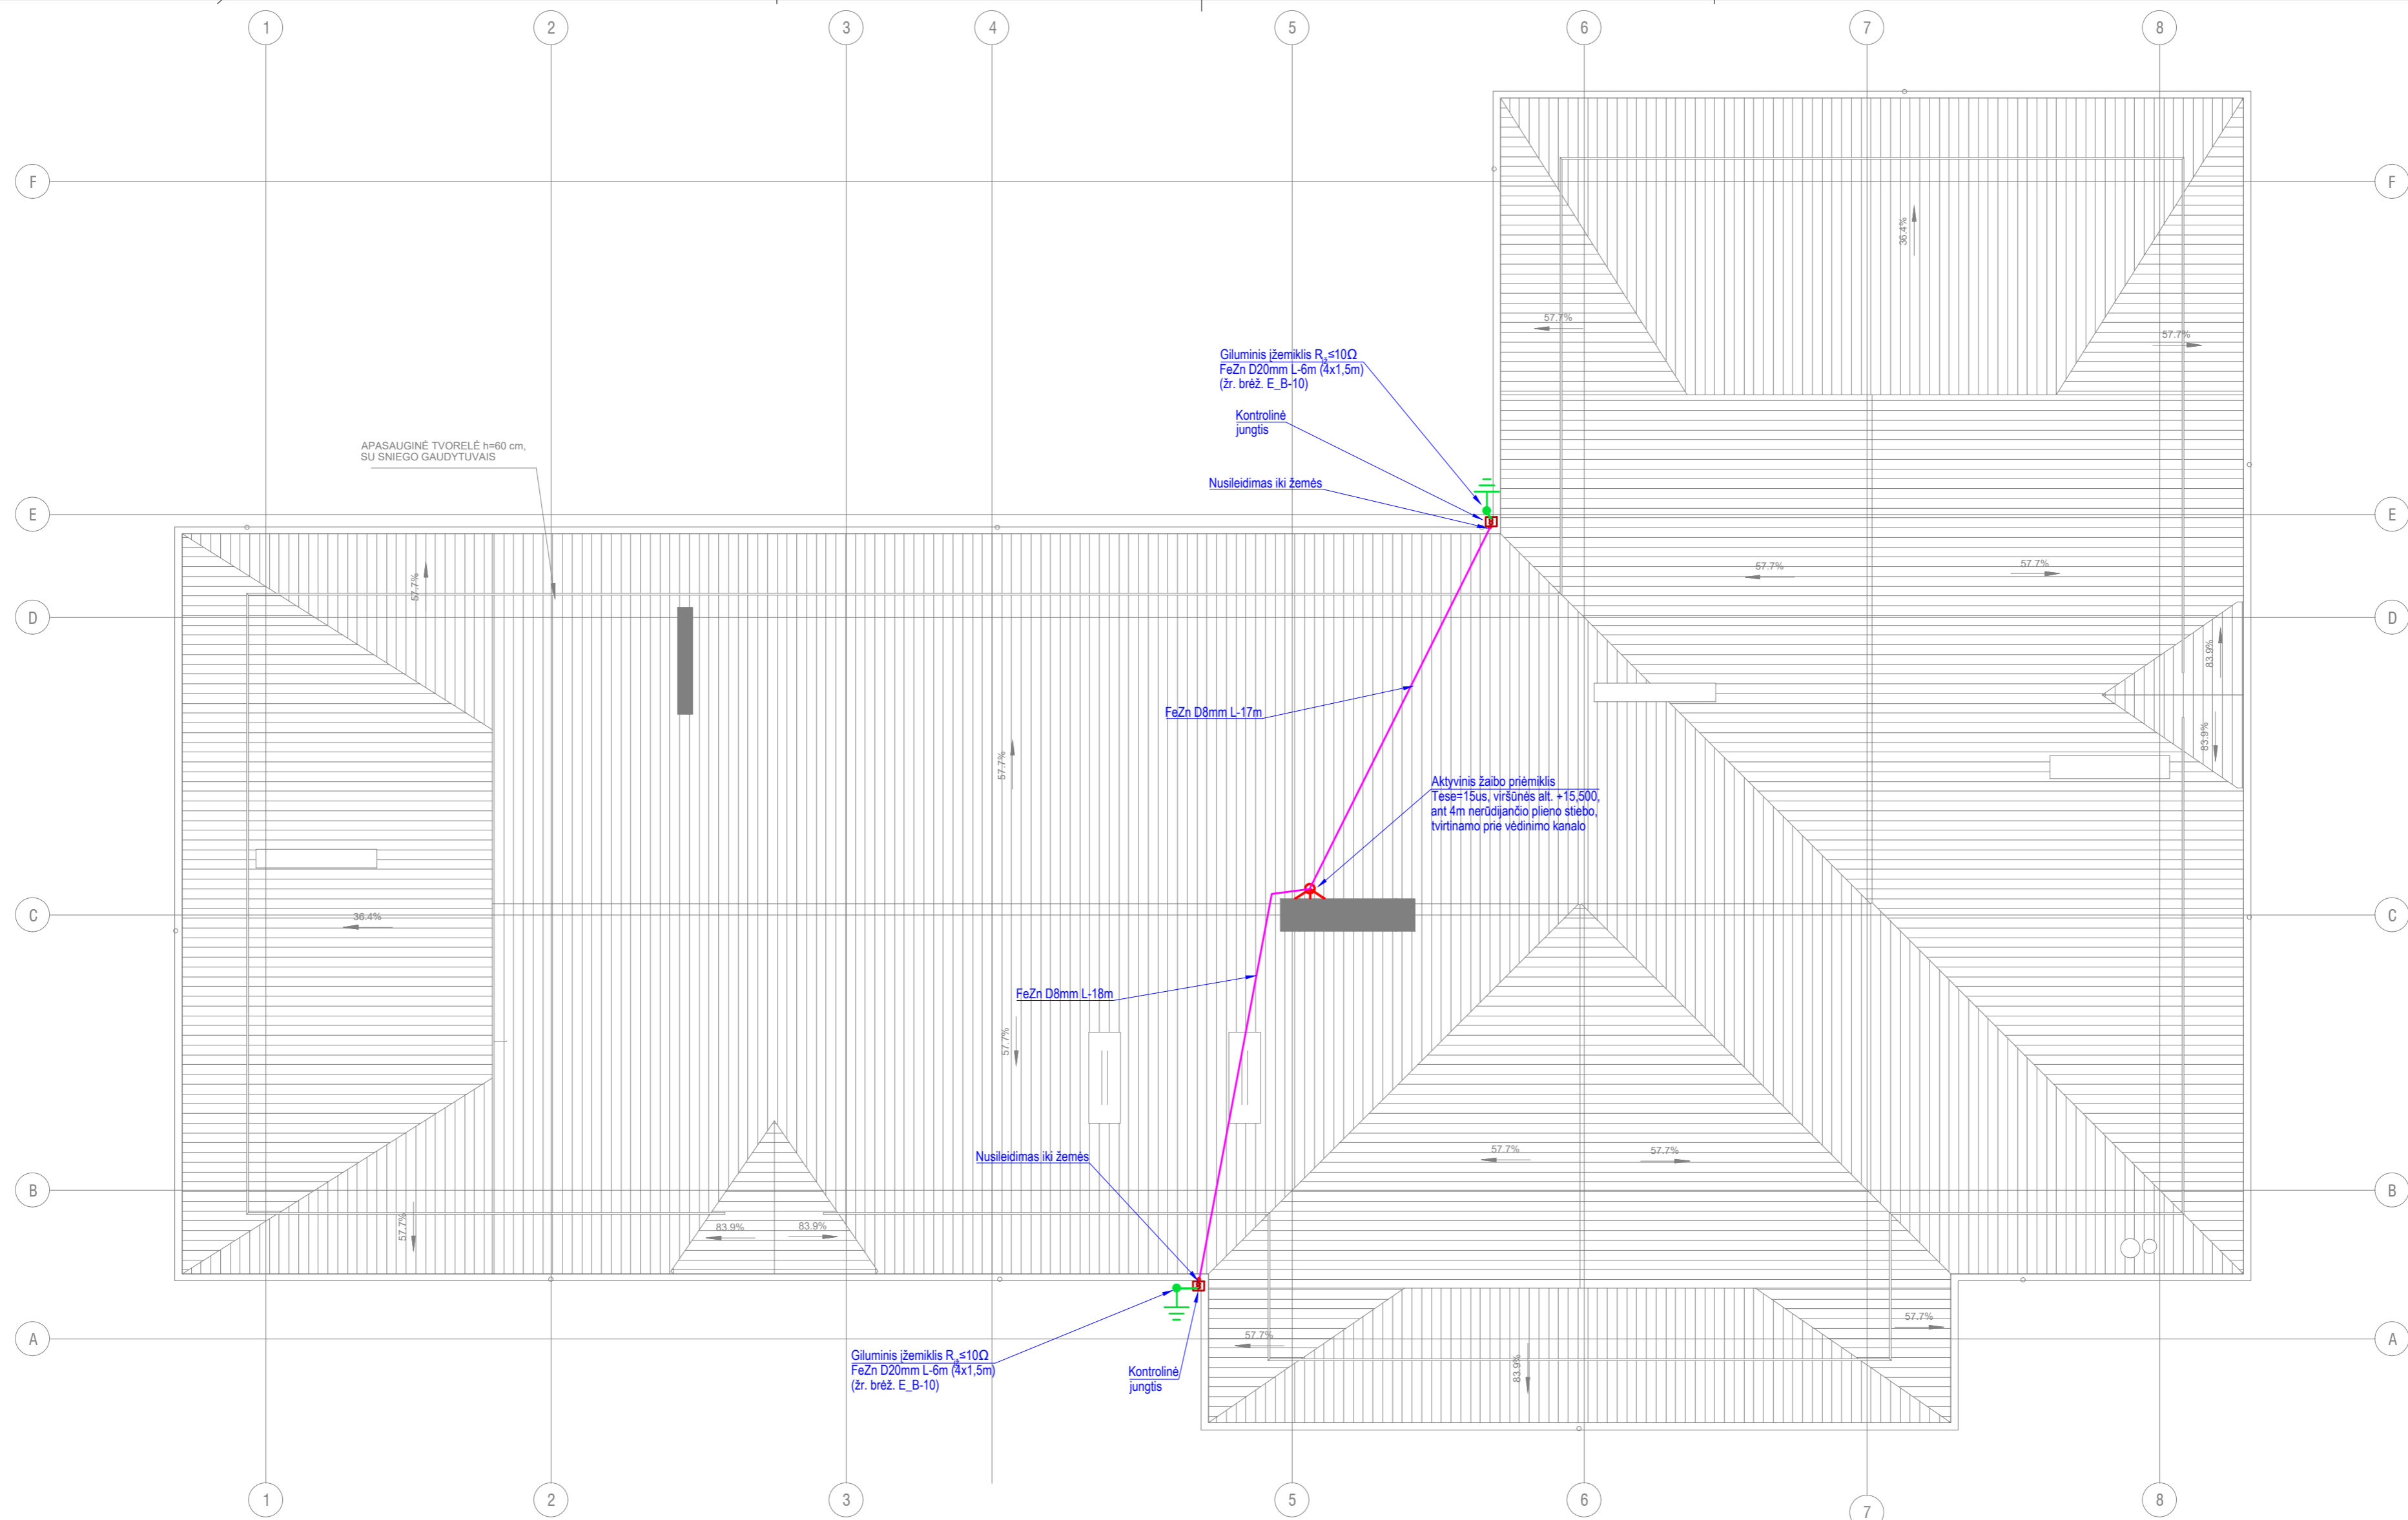 1 2 3 4 5 6 7 8
F F
36.4%
57.7%
57.7%
Giluminis įžemiklis Rįž≤10Ω
FeZn D20mm L-6m (4x1,5m)
(žr. brėž. E_B-10)
Kontrolinė
jungtis
APASAUGINĖ TVORELĖ h=60 cm,
SU SNIEGO GAUDYTUVAIS
Nusileidimas iki žemės
E E
57.7%
57.7%
57.7%
D D
83.9%
83.9%
FeZn D8mm L-17m
57.7%
Aktyvinis žaibo priėmiklis
Tese=15us, viršūnės alt. +15,500,
ant 4m nerūdijančio plieno stiebo,
tvirtinamo prie vėdinimo kanalo
C C
36.4%
FeZn D8mm L-18m
57.7%
Nusileidimas iki žemės
57.7%
57.7%
B B
57.7%
83.9%
83.9%
A A
57.7%
57.7%
83.9%
Giluminis įžemiklis Rįž≤10Ω
FeZn D20mm L-6m (4x1,5m)
(žr. brėž. E_B-10)
Kontrolinė
jungtis
1 2 3 5 6 7 8